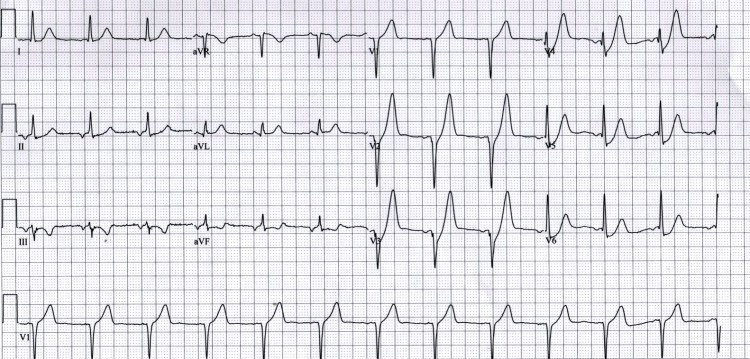 I aVR V1 V4
II aVL V2 V5
III aVF V3 V6
V1